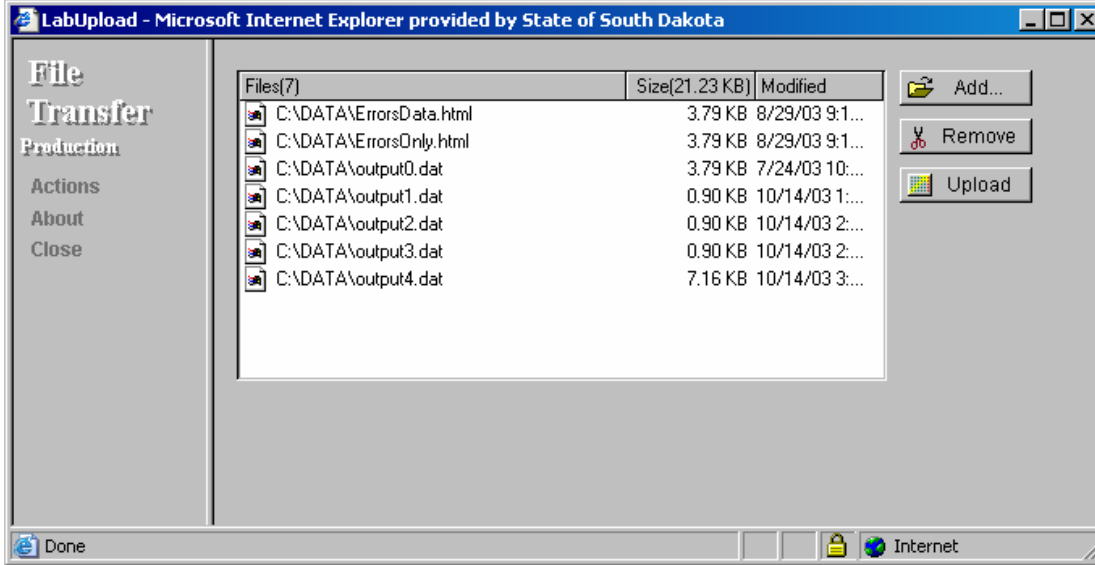 LabUpload - Microsoft Internet Explorer provided by State of South Dakota
File
Transfer
Production
Actions
About
Close
Files(7) Size(21.23 KB) Modified
C:\DATA\ErrorsData.html 3.79 KB 8/29/03 9:1...
C:\DATA\ErrorsOnly.html 3.79 KB 8/29/03 9:1...
C:\DATA\output0.dat 3.79 KB 7/24/03 10:...
C:\DATA\output1.dat 0.90 KB 10/14/03 1:...
C:\DATA\output2.dat 0.90 KB 10/14/03 2:...
C:\DATA\output3.dat 0.90 KB 10/14/03 2:...
C:\DATA\output4.dat 7.16 KB 10/14/03 3:...
Add...
Remove
Upload
Done Internet